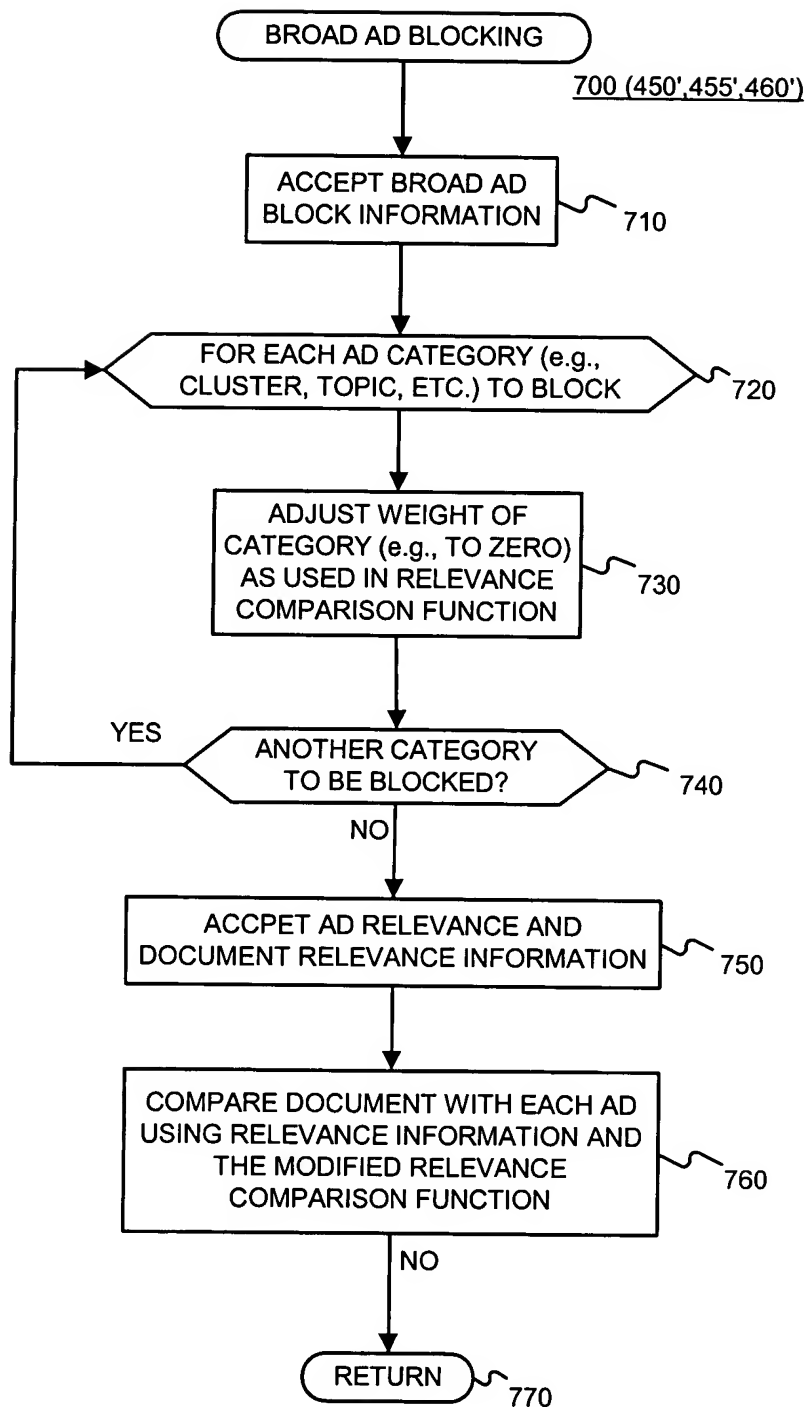 BROAD AD BLOCKING
700 (450',455',460')
ACCEPT BROAD AD
BLOCK INFORMATION
710
FOR EACH AD CATEGORY (e.g.,
CLUSTER, TOPIC, ETC.) TO BLOCK
720
ADJUST WEIGHT OF
CATEGORY (e.g., TO ZERO)
AS USED IN RELEVANCE
COMPARISON FUNCTION
730
YES
ANOTHER CATEGORY
TO BE BLOCKED?
740
NO
ACCPET AD RELEVANCE AND
DOCUMENT RELEVANCE INFORMATION
750
COMPARE DOCUMENT WITH EACH AD
USING RELEVANCE INFORMATION AND
THE MODIFIED RELEVANCE
COMPARISON FUNCTION
760
NO
RETURN
770